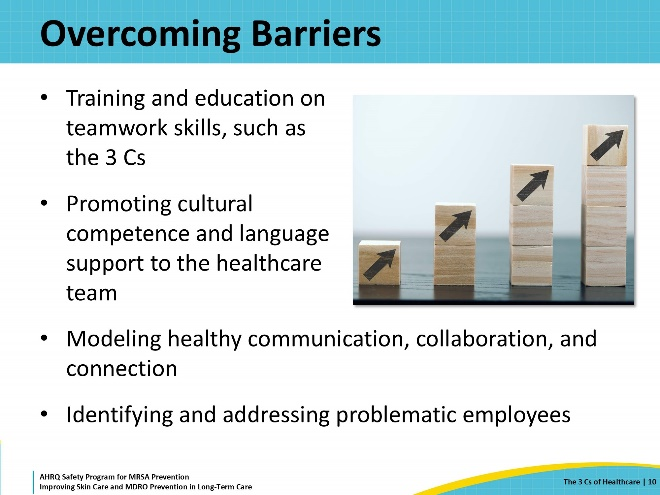 Overcoming Barriers
• Training and education on
teamwork skills, such as
the 3 Cs
• Promoting cultural
competence and language
support to the healthcare
team
• Modeling healthy communication, collaboration, and
connection
• Identifying and addressing problematic employees
AHRQ Safety Program for MRSA Prevention
Improving Skin Care and MDRO Prevention in Long-Term Care
The 3 Cs of Healthcare | 10